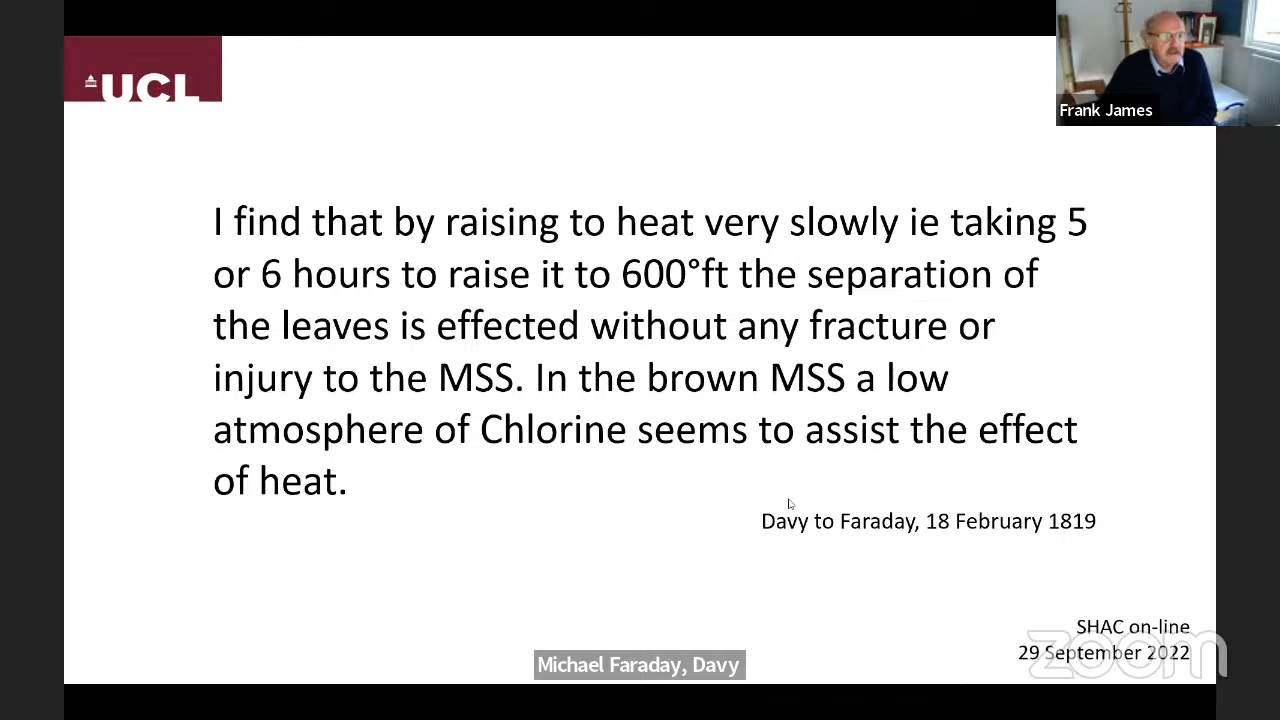 UCL
Frank James
I find that by raising to heat very slowly ie taking 5
or 6 hours to raise it to 600°ft the separation of
the leaves is effected without any fracture or
injury to the MSS. In the brown MSS a low
atmosphere of Chlorine seems to assist the effect
of heat.
Davy to Faraday, 18 February 1819
SHAC on-line
29 September 2022
zoom
Michael Faraday, Davy